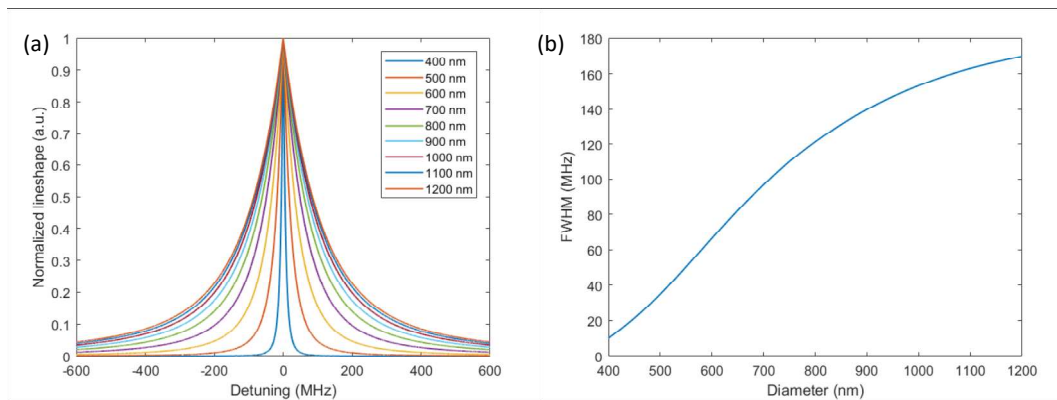 (a)
Normalized lineshape (a.u.)
1
0.9
0.8
0.7
0.6
0.5
0.4
0.3
0.2
0.1
0
-600
-400
-200
0
200
400
600
Detuning (MHz)
400 nm
500 nm
600 nm
700 nm
800 nm
900 nm
1000 nm
1100 nm
1200 nm
(b)
FWHM (MHz)
180
160
140
120
100
80
60
40
20
0
400
500
600
700
800
900
1000
1100
1200
Diameter (nm)